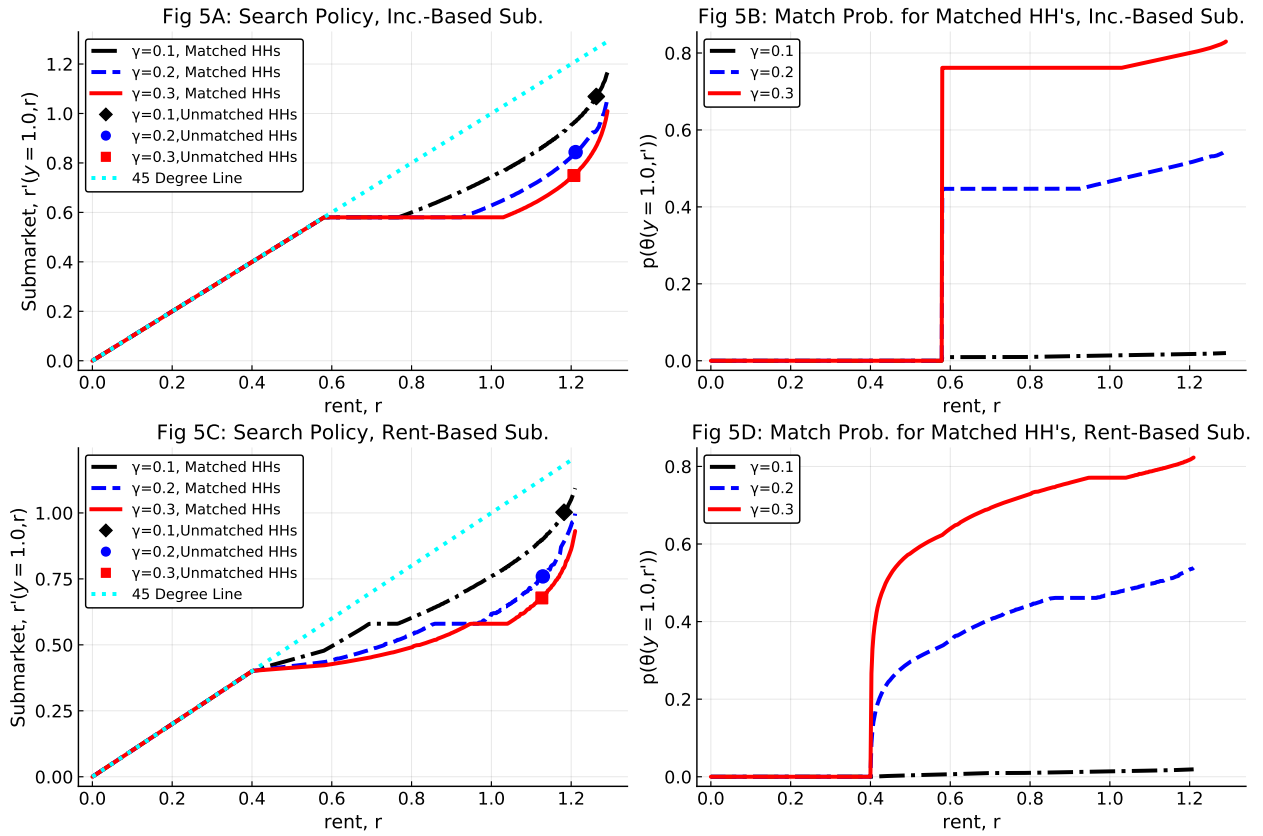 Fig 5A: Search Policy, Inc.-Based Sub.
Submarket, r'(y = 1.0,r)
1.2
1.0
0.8
0.6
0.4
0.2
0.0
γ=0.1, Matched HHs
γ=0.2, Matched HHs
γ=0.3, Matched HHs
γ=0.1,Unmatched HHs
γ=0.2,Unmatched HHs
γ=0.3,Unmatched HHs
45 Degree Line
0.0 0.2 0.4 0.6 0.8 1.0 1.2
rent, r
Fig 5B: Match Prob. for Matched HH's, Inc.-Based Sub.
p(θ(y = 1.0,r'))
0.8
0.6
0.4
0.2
0.0
γ=0.1
γ=0.2
γ=0.3
0.0 0.2 0.4 0.6 0.8 1.0 1.2
rent, r
Fig 5C: Search Policy, Rent-Based Sub.
Submarket, r'(y = 1.0,r)
1.00
0.75
0.50
0.25
0.00
γ=0.1, Matched HHs
γ=0.2, Matched HHs
γ=0.3, Matched HHs
γ=0.1,Unmatched HHs
γ=0.2,Unmatched HHs
γ=0.3,Unmatched HHs
45 Degree Line
0.0 0.2 0.4 0.6 0.8 1.0 1.2
rent, r
Fig 5D: Match Prob. for Matched HH's, Rent-Based Sub.
p(θ(y = 1.0,r'))
0.8
0.6
0.4
0.2
0.0
γ=0.1
γ=0.2
γ=0.3
0.0 0.2 0.4 0.6 0.8 1.0 1.2
rent, r